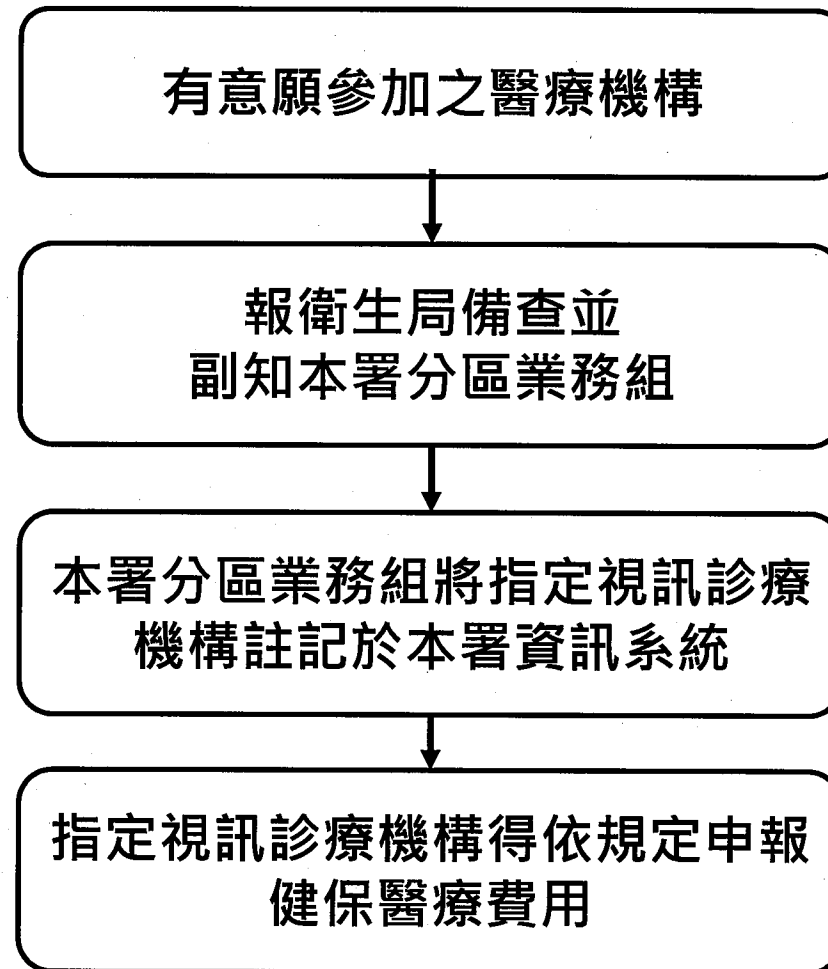 有意願參加之醫療機構
報衛生局備查並
副知本署分區業務組
本署分區業務組將指定視訊診療
機構註記於本署資訊系統
指定視訊診療機構得依規定申報
健保醫療費用